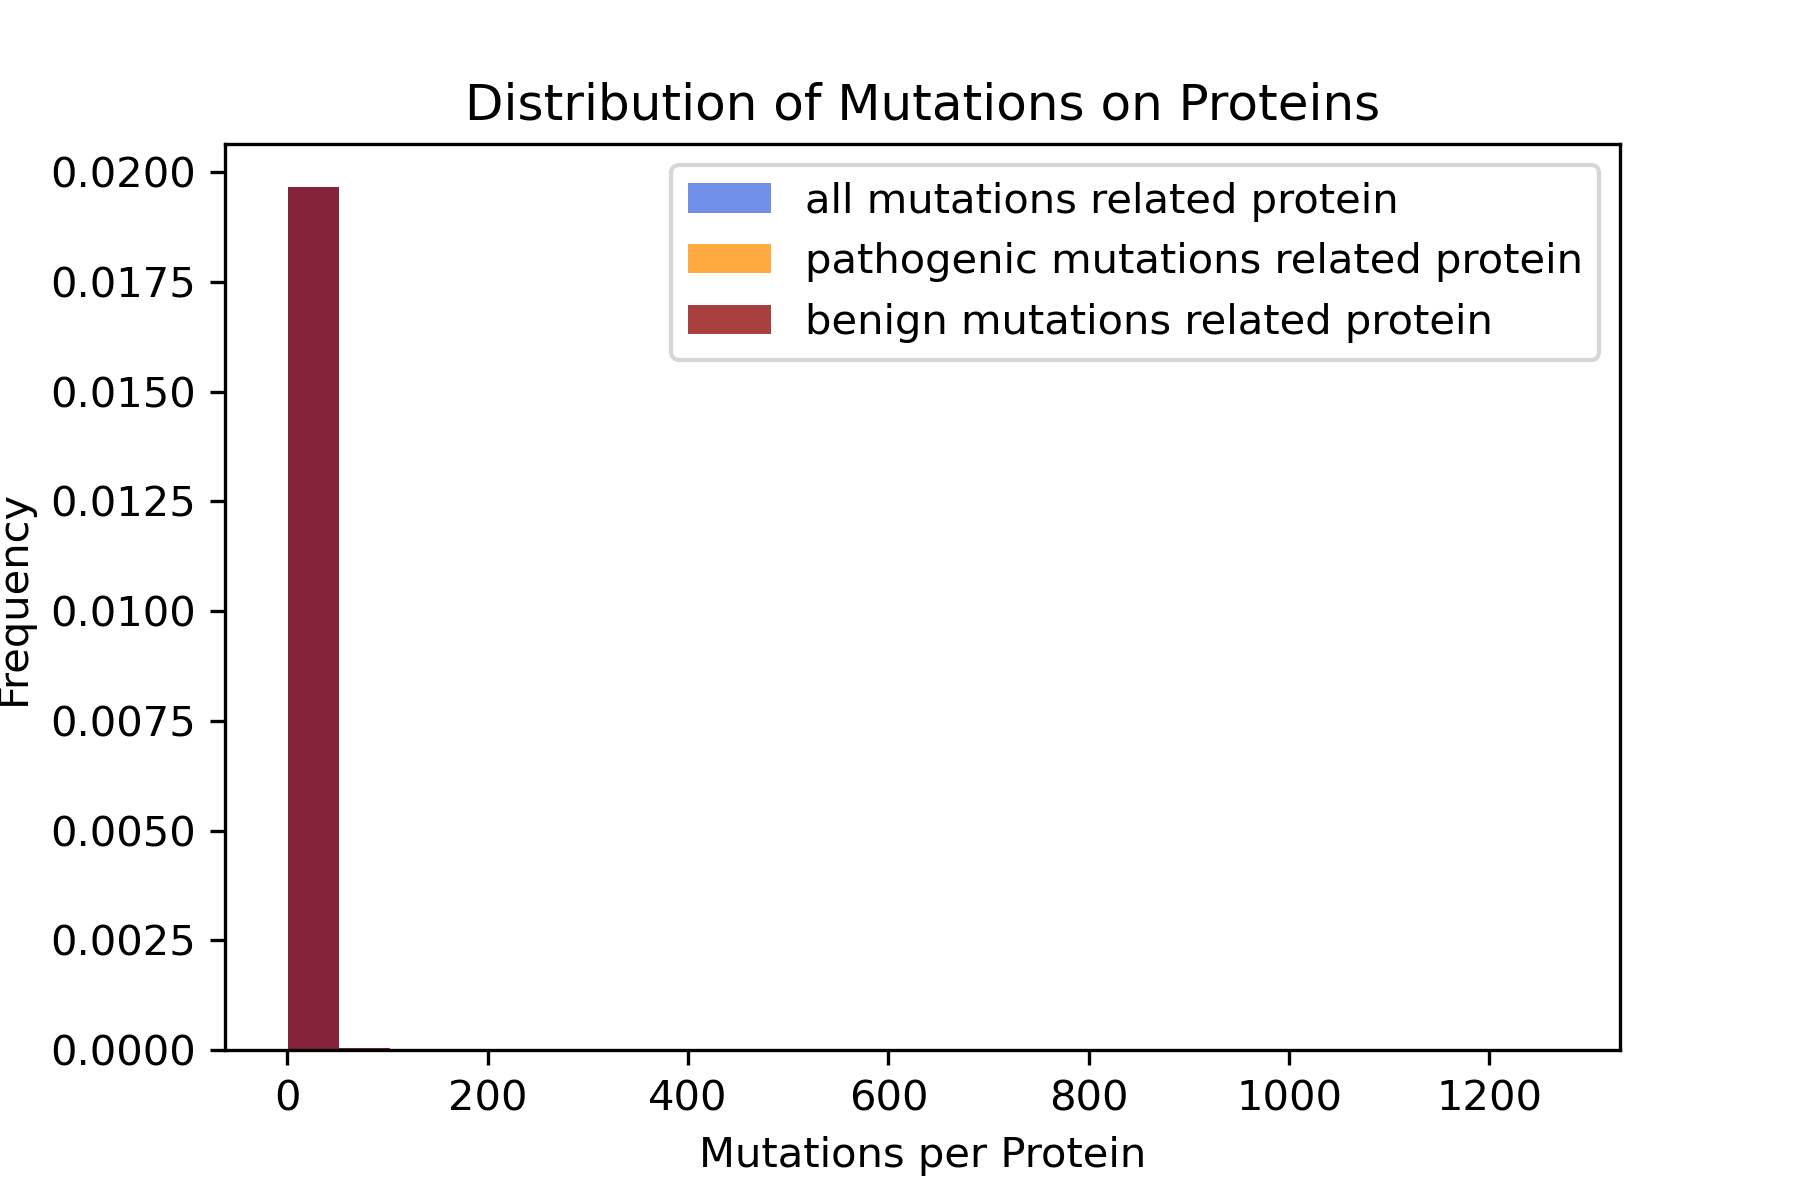 Distribution of Mutations on Proteins
0.0200
0.0175
0.0150
0.0125
0.0100
0.0075
0.0050
0.0025
0.0000
Frequency
all mutations related protein
pathogenic mutations related protein
benign mutations related protein
0 200 400 600 800 1000 1200
Mutations per Protein